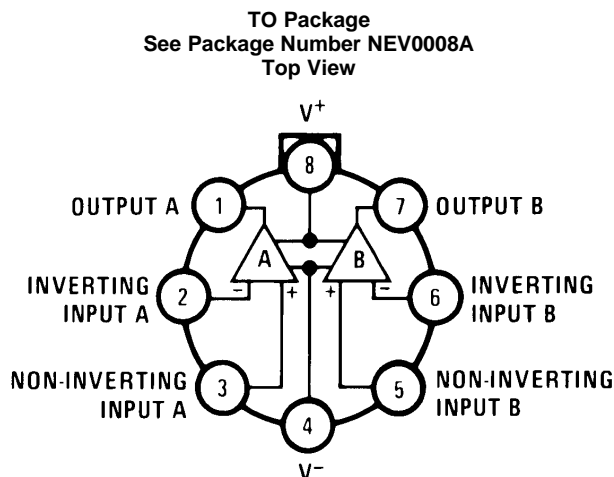 TO Package
See Package Number NEV0008A
Top View
V+
8
OUTPUT A
1
7
OUTPUT B
A
B
INVERTING
INPUT A
2
-
+
+
-
6
INVERTING
INPUT B
NON-INVERTING
INPUT A
3
5
NON-INVERTING
INPUT B
4
V-